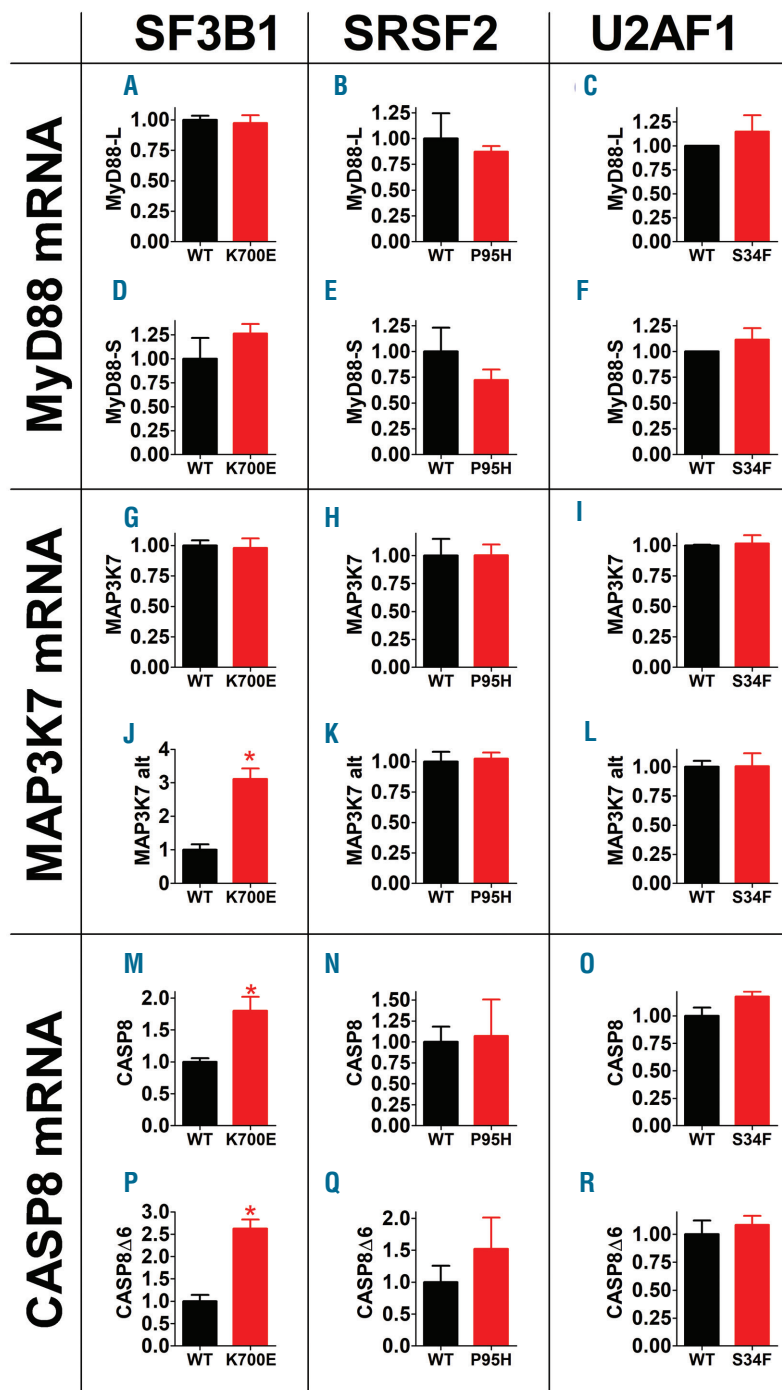 SF3B1 SRSF2 U2AF1
MyD88 mRNA
A
MyD88-L
1.00
0.75
0.50
0.25
0.00
WT K700E
B
MyD88-L
1.25
1.00
0.75
0.50
0.25
0.00
WT P95H
C
MyD88-L
1.25
1.00
0.75
0.50
0.25
0.00
WT S34F
D
MyD88-S
1.25
1.00
0.75
0.50
0.25
0.00
WT K700E
E
MyD88-S
1.25
1.00
0.75
0.50
0.25
0.00
WT P95H
F
MyD88-S
1.25
1.00
0.75
0.50
0.25
0.00
WT S34F
MAP3K7 mRNA
G
MAP3K7
1.00
0.75
0.50
0.25
0.00
WT K700E
H
MAP3K7
1.00
0.75
0.50
0.25
0.00
WT P95H
I
MAP3K7
1.00
0.75
0.50
0.25
0.00
WT S34F
J
MAP3K7 alt
4
3
2
1
0
*
WT K700E
K
MAP3K7 alt
1.00
0.75
0.50
0.25
0.00
WT P95H
L
MAP3K7 alt
1.00
0.75
0.50
0.25
0.00
WT S34F
CASP8 mRNA
M
CASP8
2.0
1.5
1.0
0.5
0.0
*
WT K700E
N
CASP8
1.50
1.25
1.00
0.75
0.50
0.25
0.00
WT P95H
O
CASP8
1.00
0.75
0.50
0.25
0.00
WT S34F
P
CASP8Δ6
3.0
2.5
2.0
1.5
1.0
0.5
0.0
*
WT K700E
Q
CASP8Δ6
2.0
1.5
1.0
0.5
0.0
WT P95H
R
CASP8Δ6
1.00
0.75
0.50
0.25
0.00
WT S34F